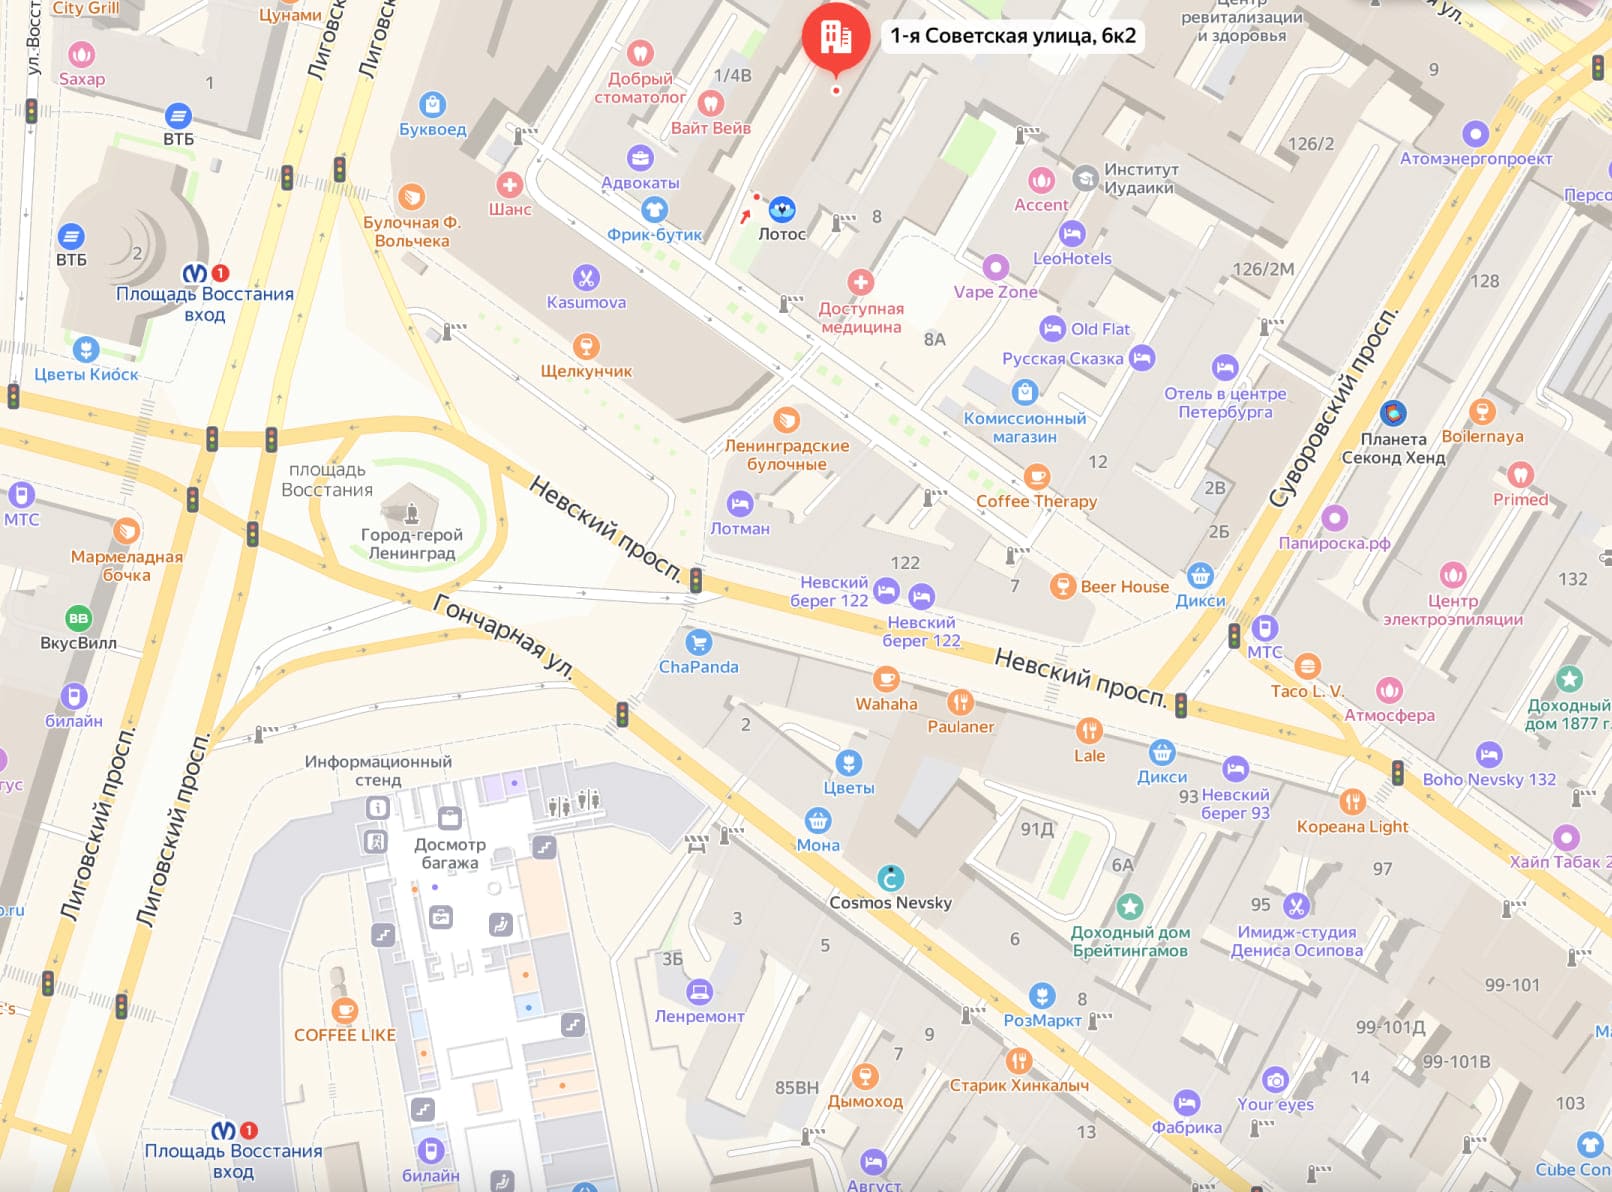 City Grill
Цунами
Центр
ревитализации
и здоровья
ул. Восст
Лиговск
Лиговск
ул.
Sахар
1
ВТБ
Буквоед
Добрый
стоматолог
1/4В
Вайт Вейв
1-я Советская улица, 6к2
9
126/2
Атомэнергопроект
Персо
Адвокаты
Шанс
Фрик-бутик
Лотос
8
Accent
Институт
Иудаики
LeoHotels
ВТБ
2
Булочная Ф.
Вольчека
1
Площадь Восстания
вход
Kasumova
Vape Zone
126/2М
128
Доступная
медицина
8А
Old Flat
Русская Сказка
Цветы Кио́ск
Щелкунчик
Отель в центре
Петербурга
Суворовский просп.
Комиссионный
магазин
Планета
Секонд Хенд
Boilernaya
Ленинградские
булочные
12
Coffee Therapy
2В
Primed
площадь
Восстания
МТС
Лотман
Невский просп.
2Б
Папироска.рф
Город-герой
Ленинград
Мармеладная
бочка
122
7
Beer House
Дикси
132
Невский
берег 122
Невский
берег 122
Центр
электроэпиляции
Гончарная ул.
ВкусВилл
ChaPanda
Невский просп.
МТС
Taco L. V.
билайн
Wahaha
Paulaner
Атмосфера
Доходный
дом 1877 г.
2
Lale
Дикси
Лиговский просп.
Лиговский просп.
Информационный
стенд
Цветы
93
Невский
берег 93
Boho Nevsky 132
гус
Кореана Light
Досмотр
багажа
Мона
91Д
6А
97
Хайп Табак 2
Cosmos Nevsky
3
5
6
Доходный дом
Брейтингамов
95
Имидж-студия
Дениса Осипова
3Б
Ленремонт
8
РозМаркт
99-101
COFFEE LIKE
9
7
99-101Д
99-101В
85ВН
Дымоход
Старик Хинкалыч
14
Your eyes
103
1
Площадь Восстания
вход
билайн
13
Фабрика
Август
Cube Con